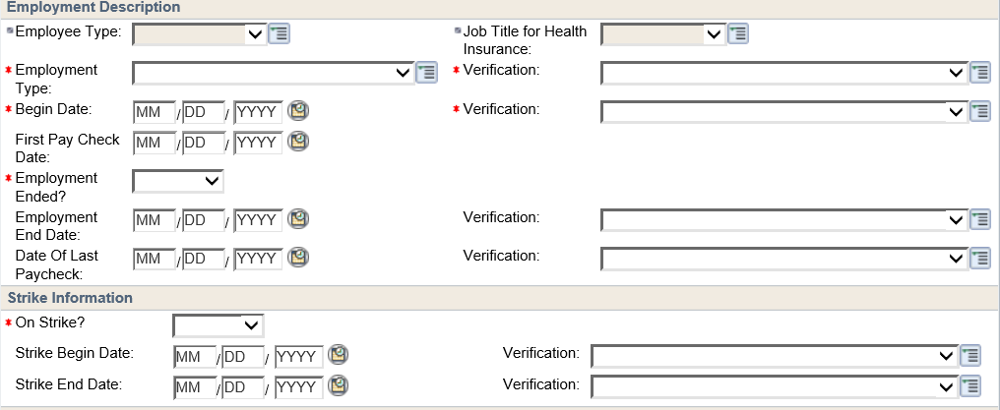 Employment Description
Employee Type:
Job Title for Health
Insurance:
Employment
Type:
Verification:
Begin Date:
MM / DD / YYYY
Verification:
First Pay Check
Date:
MM / DD / YYYY
Employment
Ended?
Employment
End Date:
MM / DD / YYYY
Verification:
Date Of Last
Paycheck:
MM / DD / YYYY
Verification:
Strike Information
On Strike?
Strike Begin Date:
MM / DD / YYYY
Verification:
Strike End Date:
MM / DD / YYYY
Verification: